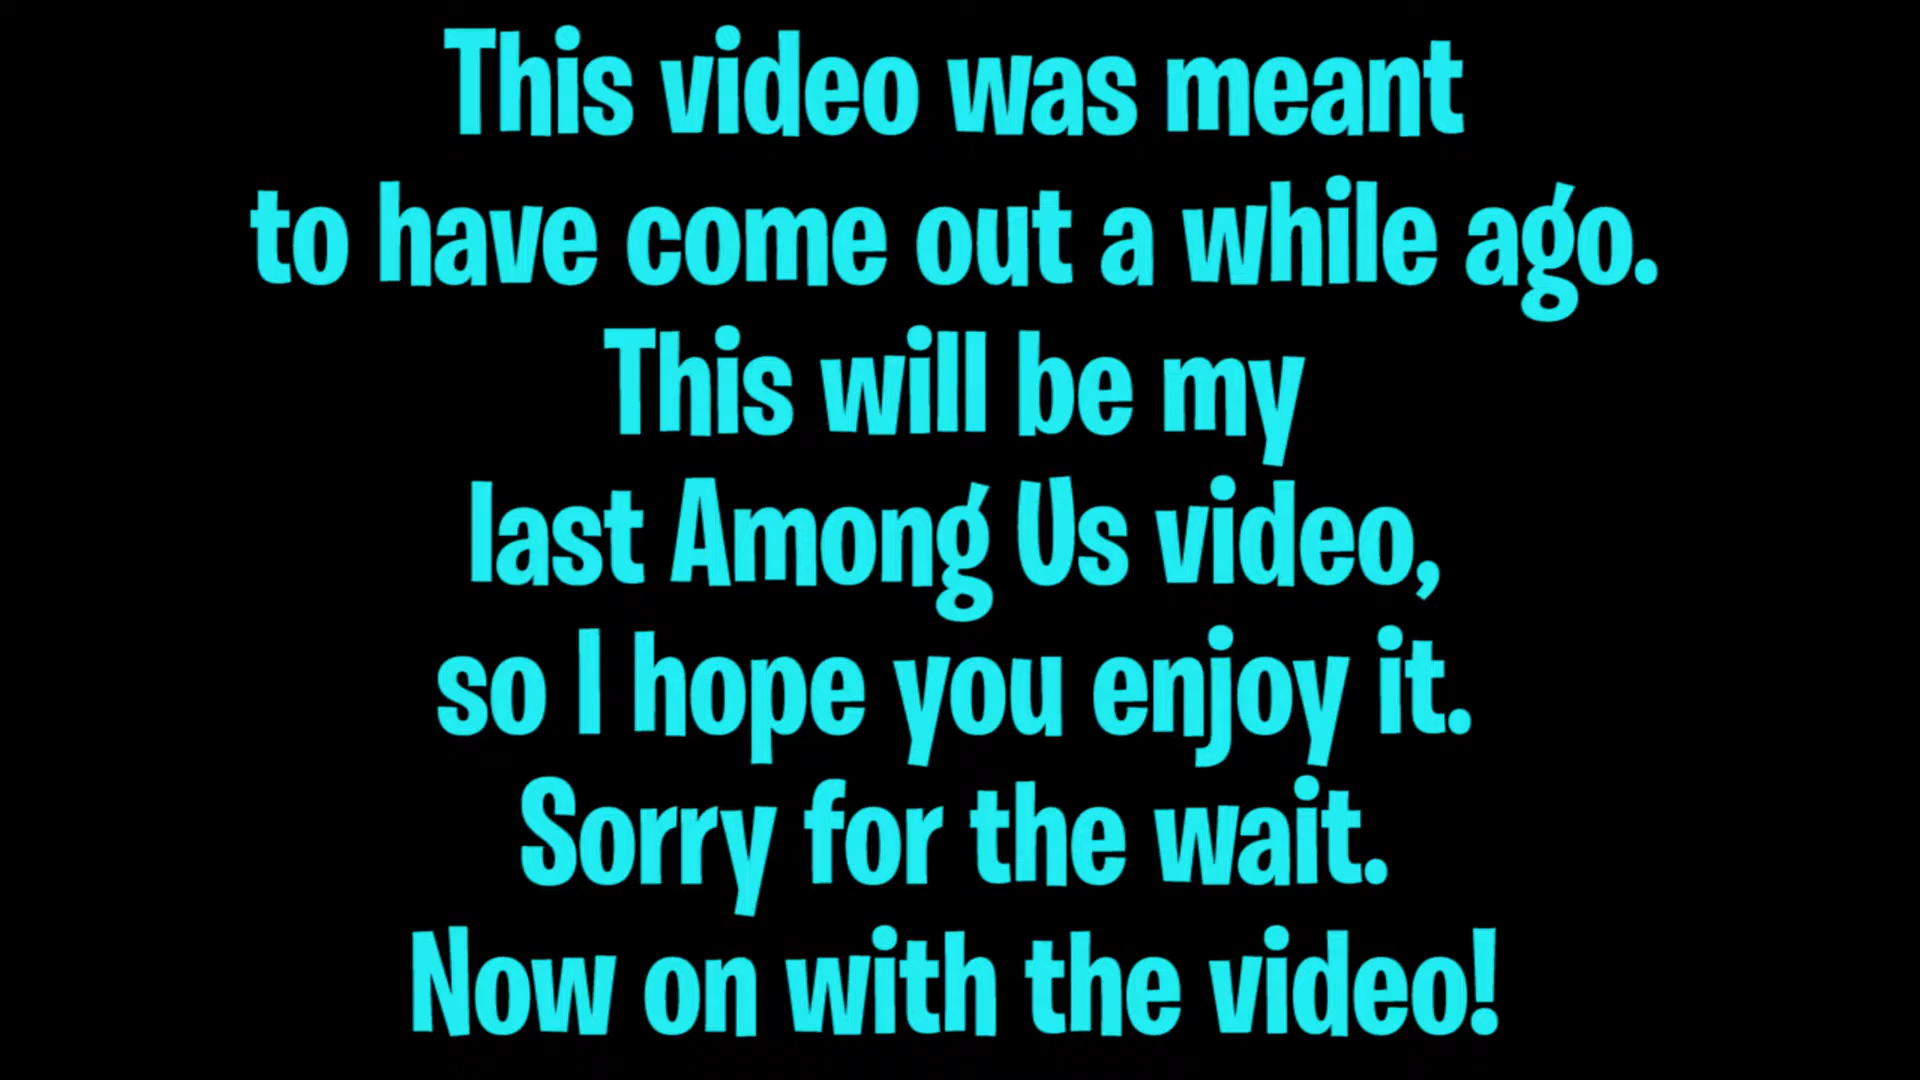 This video was meant
to have come out a while ago.
This will be my
last Among Us video,
so I hope you enjoy it.
Sorry for the wait.
Now on with the video!